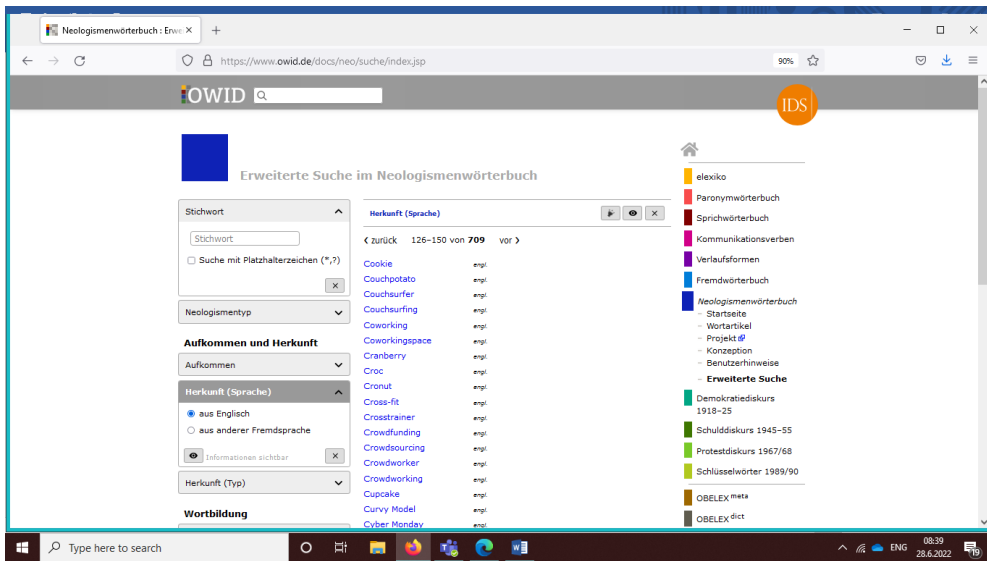 Neologismenwörterbuch : Erwe
https://www.owid.de/docs/neo/suche/index.jsp
90%
OWID
IDS
Erweiterte Suche im Neologismenwörterbuch
Stichwort
Stichwort
Suche mit Platzhalterzeichen (*,?)
Neologismentyp
Aufkommen und Herkunft
Aufkommen
Herkunft (Sprache)
aus Englisch
aus anderer Fremdsprache
Informationen sichtbar
Herkunft (Typ)
Wortbildung
Herkunft (Sprache)
zurück 126–150 von 709 vor
Cookie engl.
Couchpotato engl.
Couchsurfer engl.
Couchsurfing engl.
Coworking engl.
Coworkingspace engl.
Cranberry engl.
Croc engl.
Cronut engl.
Cross-fit engl.
Crosstrainer engl.
Crowdfunding engl.
Crowdsourcing engl.
Crowdworker engl.
Crowdworking engl.
Cupcake engl.
Curvy Model engl.
Cyber Monday engl.
elexiko
Paronymwörterbuch
Sprichwörterbuch
Kommunikationsverben
Verlaufsformen
Fremdwörterbuch
Neologismenwörterbuch
– Startseite
– Wortartikel
– Projekt
– Konzeption
– Benutzerhinweise
– Erweiterte Suche
Demokratiediskurs
1918–25
Schulddiskurs 1945–55
Protestdiskurs 1967/68
Schlüsselwörter 1989/90
OBELEX meta
OBELEX dict
Type here to search
ENG
08:39
28.6.2022
19